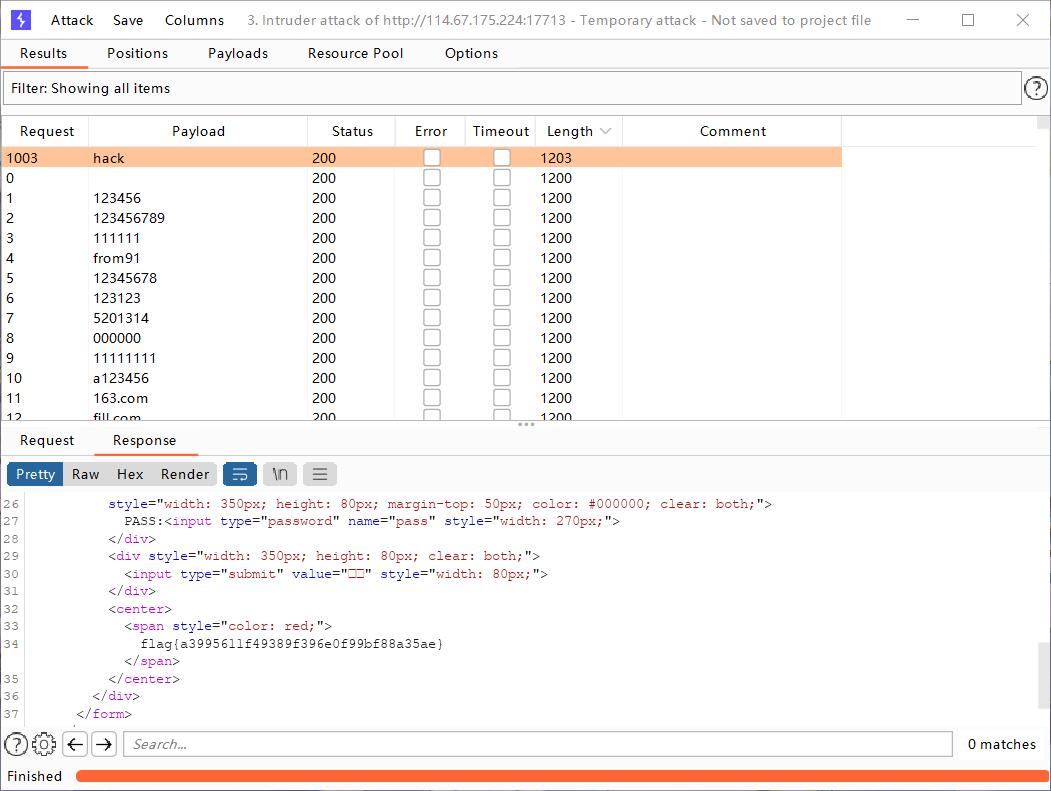 Attack Save Columns 3. Intruder attack of http://114.67.175.224:17713 - Temporary attack - Not saved to project file
Results Positions Payloads Resource Pool Options
Filter: Showing all items
Request Payload Status Error Timeout Length Comment
1003 hack 200 1203
0 200 1200
1 123456 200 1200
2 123456789 200 1200
3 111111 200 1200
4 from91 200 1200
5 12345678 200 1200
6 123123 200 1200
7 5201314 200 1200
8 000000 200 1200
9 11111111 200 1200
10 a123456 200 1200
11 163.com 200 1200
12 fill.com 200 1200
Request Response
Pretty Raw Hex Render \n
26 style="width: 350px; height: 80px; margin-top: 50px; color: #000000; clear: both;">
27 PASS:<input type="password" name="pass" style="width: 270px;">
28 </div>
29 <div style="width: 350px; height: 80px; clear: both;">
30 <input type="submit" value="□□" style="width: 80px;">
31 </div>
32 <center>
33 <span style="color: red;">
34 flag{a3995611f49389f396e0f99bf88a35ae}
</span>
35 </center>
36 </div>
37 </form>
Search...
0 matches
Finished